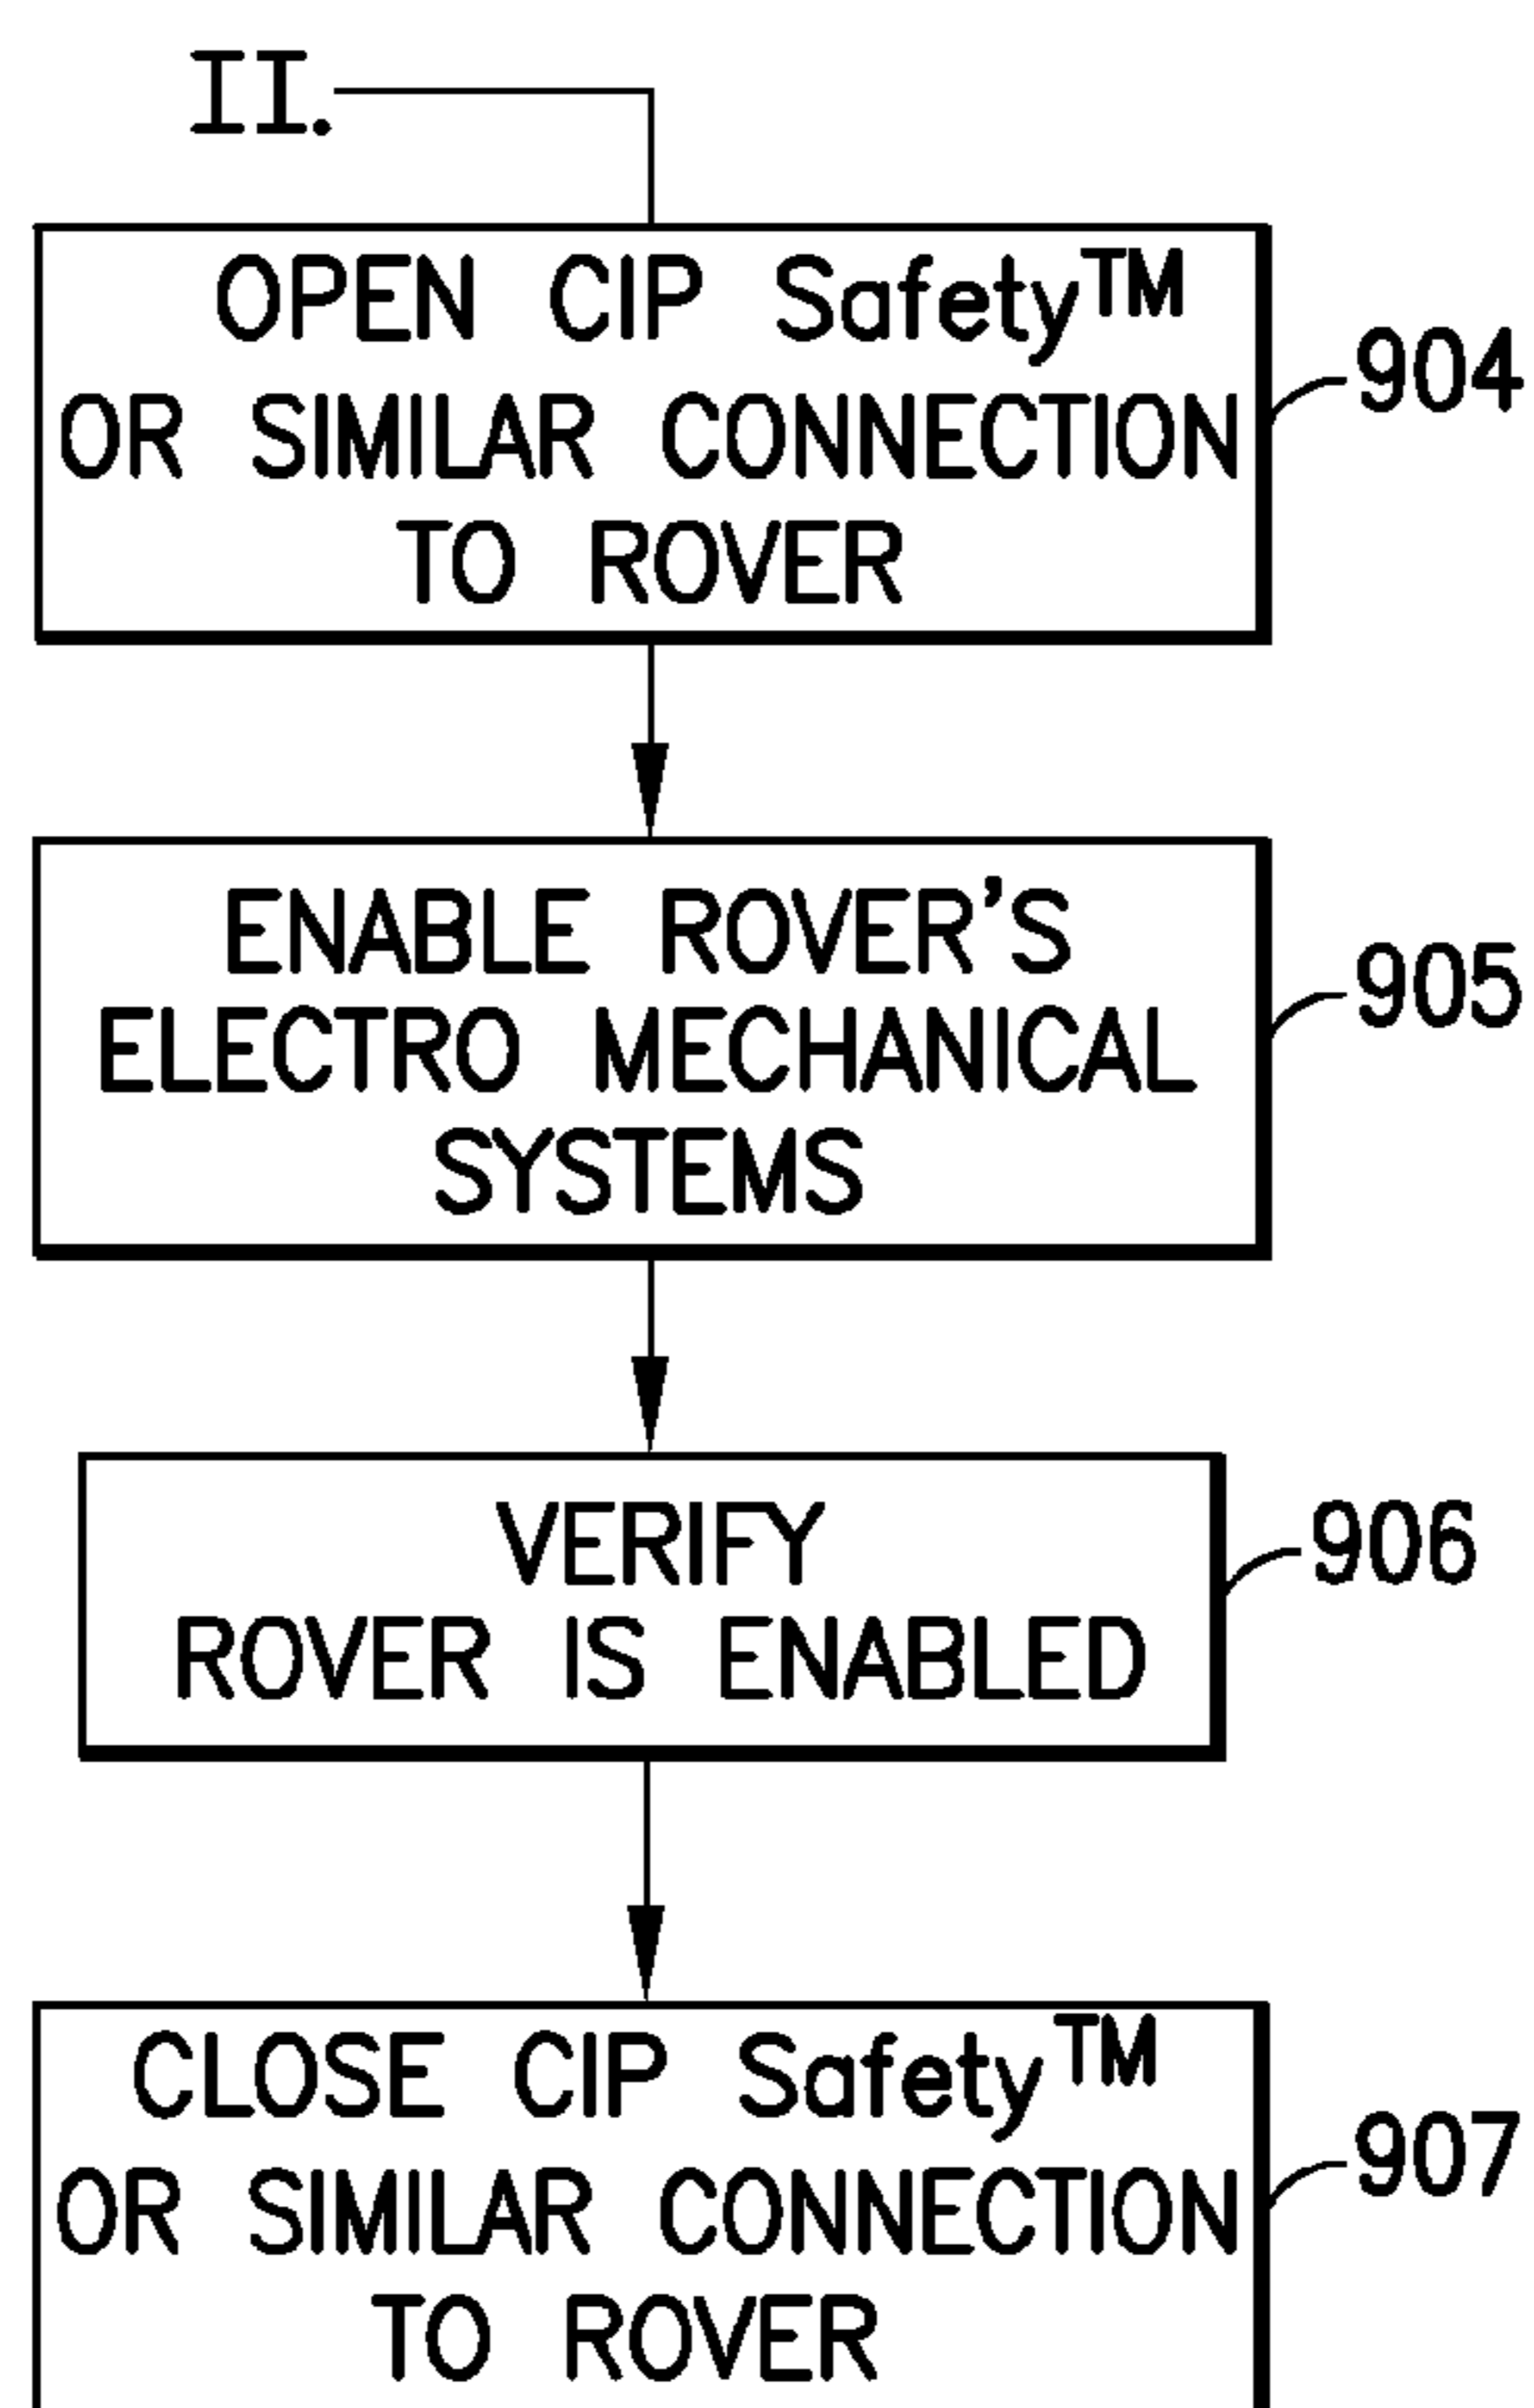 II.
OPEN CIP Safety™
OR SIMILAR CONNECTION
TO ROVER
904
ENABLE ROVER'S
ELECTRO MECHANICAL
SYSTEMS
905
VERIFY
ROVER IS ENABLED
906
CLOSE CIP Safety™
OR SIMILAR CONNECTION
TO ROVER
907